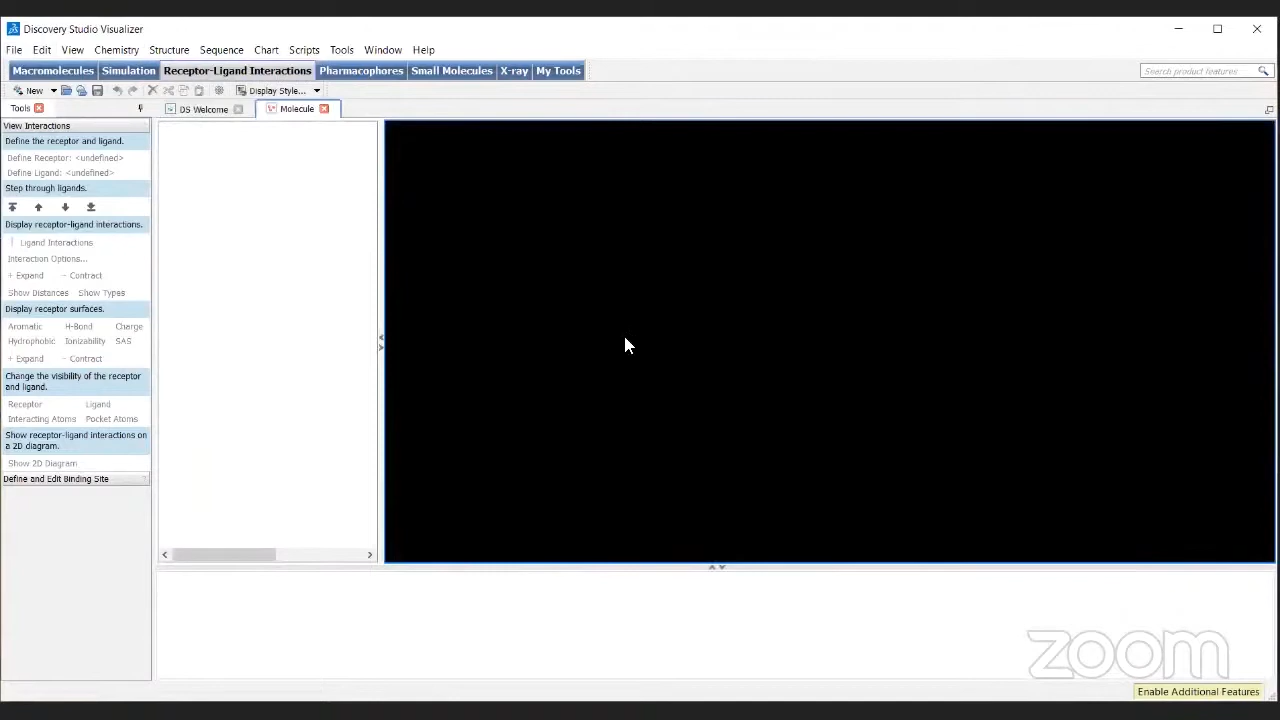 Discovery Studio Visualizer
File Edit View Chemistry Structure Sequence Chart Scripts Tools Window Help
Macromolecules Simulation Receptor-Ligand Interactions Pharmacophores Small Molecules X-ray My Tools
Search product features
New Display Style...
Tools DS Welcome Molecule
View Interactions
Define the receptor and ligand.
Define Receptor: <undefined>
Define Ligand: <undefined>
Step through ligands.
Display receptor-ligand interactions.
Ligand Interactions
Interaction Options...
+ Expand - Contract
Show Distances Show Types
Display receptor surfaces.
Aromatic H-Bond Charge
Hydrophobic Ionizability SAS
+ Expand - Contract
Change the visibility of the receptor
and ligand.
Receptor Ligand
Interacting Atoms Pocket Atoms
Show receptor-ligand interactions on
a 2D diagram.
Show 2D Diagram
Define and Edit Binding Site
zoom
Enable Additional Features